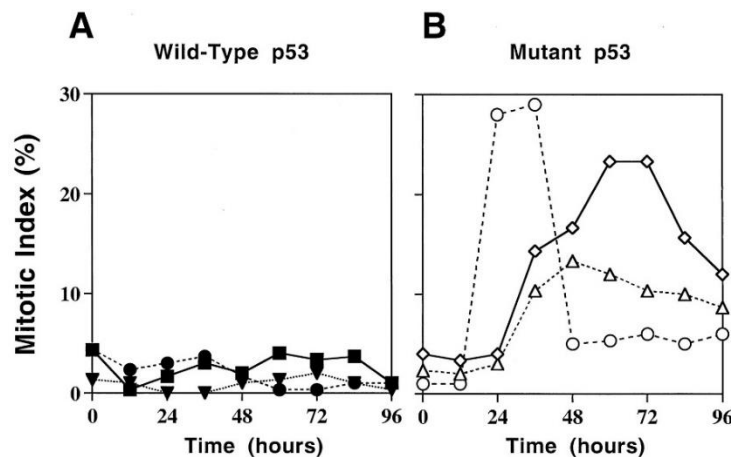 A
B
Wild-Type p53
Mutant p53
Mitotic Index (%)
30
20
10
0
0 24 48 72 96
0 24 48 72 96
Time (hours)
Time (hours)